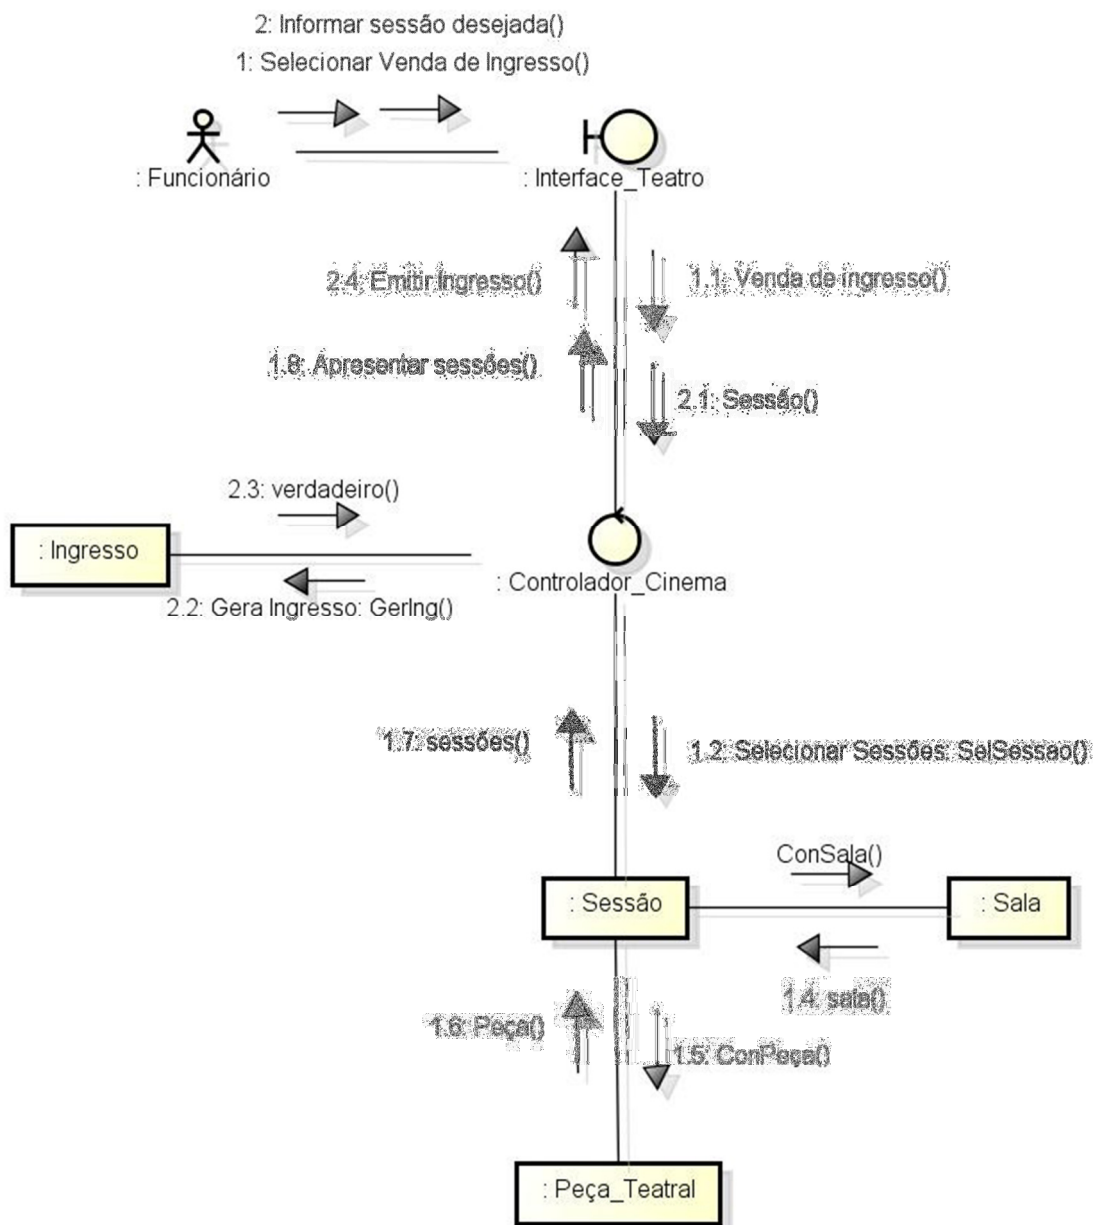 2: Informar sessão desejada()
1: Selecionar Venda de Ingresso()
: Funcionário
: Interface_Teatro
2.4: Emitir Ingresso()
1.1: Venda de ingresso()
1.8: Apresentar sessões()
2.1: Sessão()
2.3: verdadeiro()
: Ingresso
: Controlador_Cinema
2.2: Gera Ingresso: GerIng()
1.7: sessões()
1.2: Selecionar Sessões: SelSessao()
ConSala()
: Sessão
: Sala
1.4: sala()
1.6: Peça()
1.5: ConPeça()
: Peça_Teatral